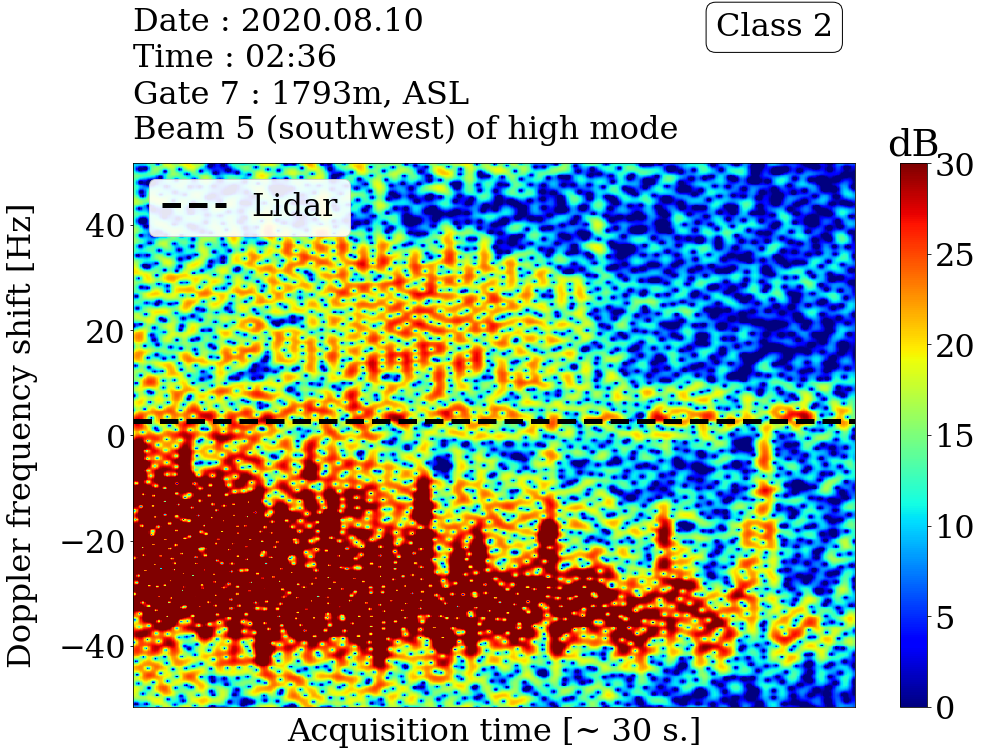 Date : 2020.08.10
Time : 02:36
Gate 7 : 1793m, ASL
Beam 5 (southwest) of high mode
Class 2
dB
Lidar
Doppler frequency shift [Hz]
40
20
0
−20
−40
30
25
20
15
10
5
0
Acquisition time [~ 30 s.]